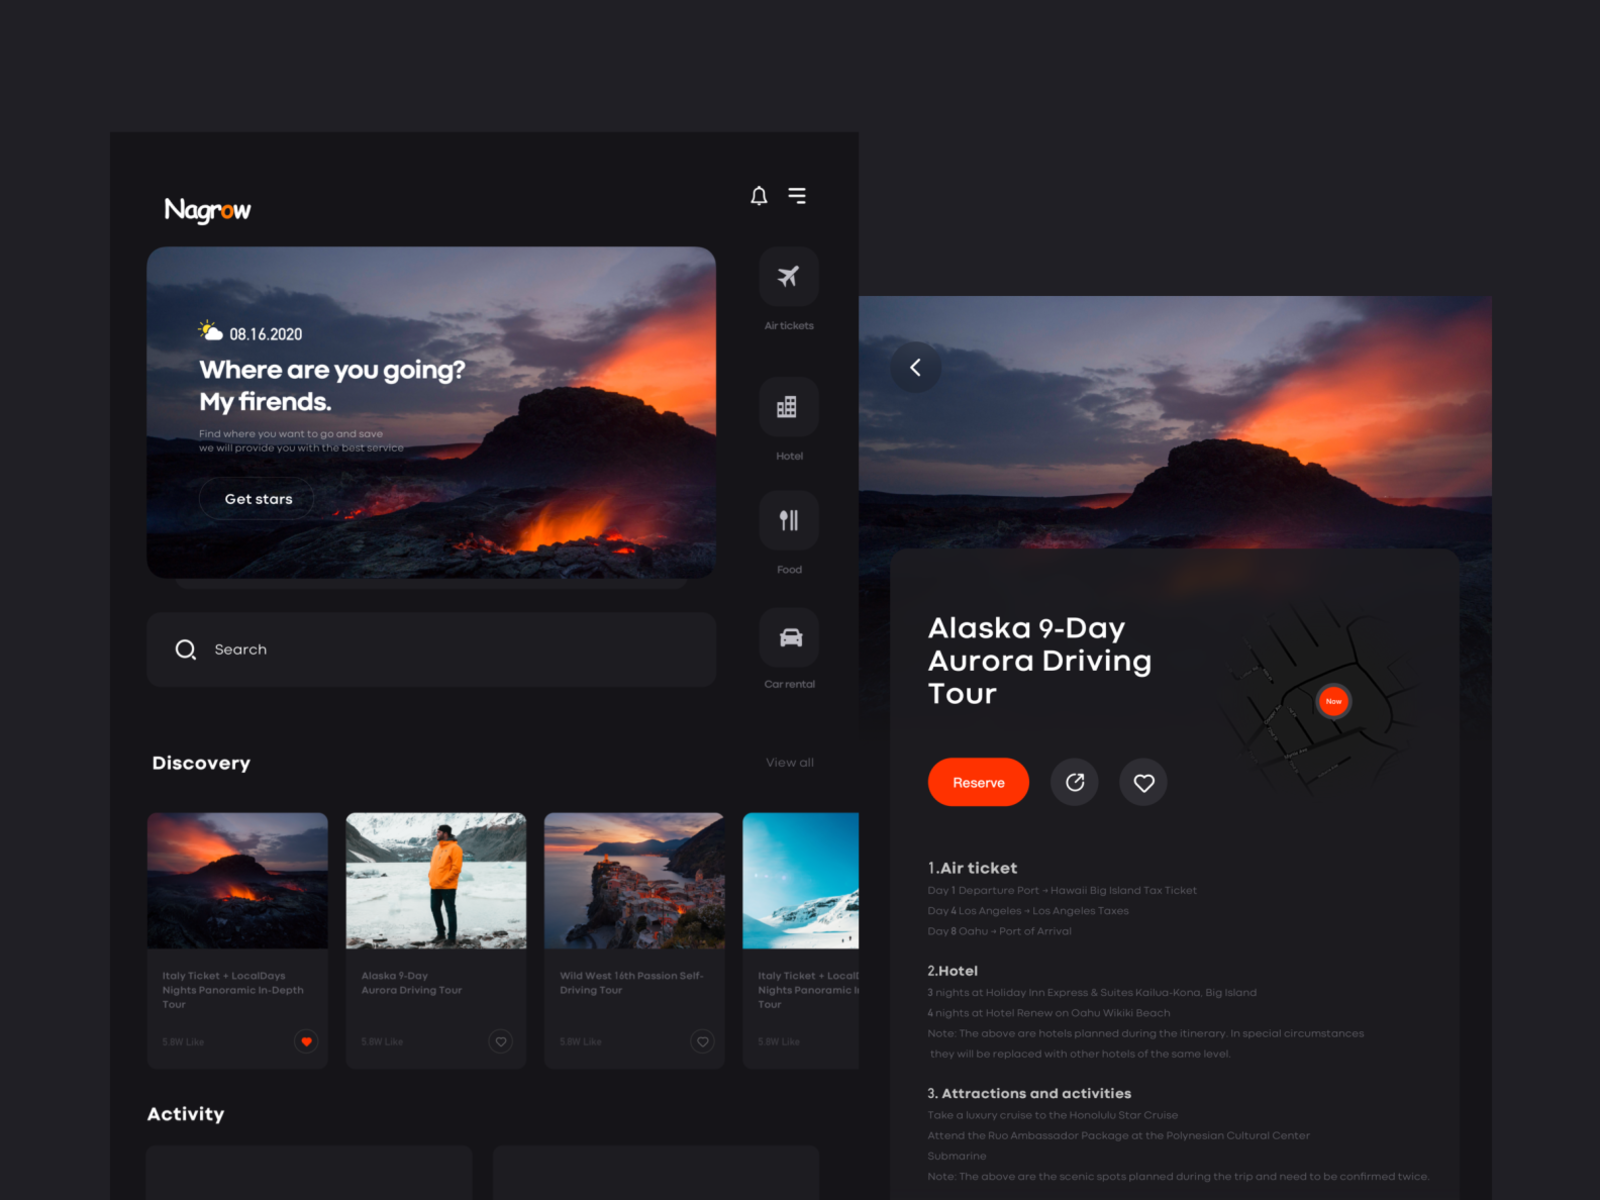 Nagrow
08.16.2020
Where are you going?
My firends.
Find where you want to go and save
we will provide you with the best service
Get stars
Air tickets
Hotel
Food
Car rental
Search
Discovery
View all
Italy Ticket + LocalDays
Nights Panoramic In-Depth
Tour
5.8W Like
Alaska 9-Day
Aurora Driving Tour
5.8W Like
Wild West 16th Passion Self-
Driving Tour
5.8W Like
Italy Ticket + Local
Nights Panoramic
Tour
5.8W Like
Activity
Alaska 9-Day
Aurora Driving
Tour
Now
Reserve
1.Air ticket
Day 1 Departure Port → Hawaii Big Island Tax Ticket
Day 4 Los Angeles → Los Angeles Taxes
Day 8 Oahu → Port of Arrival
2.Hotel
3 nights at Holiday Inn Express & Suites Kailua-Kona, Big Island
4 nights at Hotel Renew on Oahu Wikiki Beach
Note: The above are hotels planned during the itinerary. In special circumstances
they will be replaced with other hotels of the same level.
3. Attractions and activities
Take a luxury cruise to the Honolulu Star Cruise
Attend the Ruo Ambassador Package at the Polynesian Cultural Center
Submarine
Note: The above are the scenic spots planned during the trip and need to be confirmed twice.